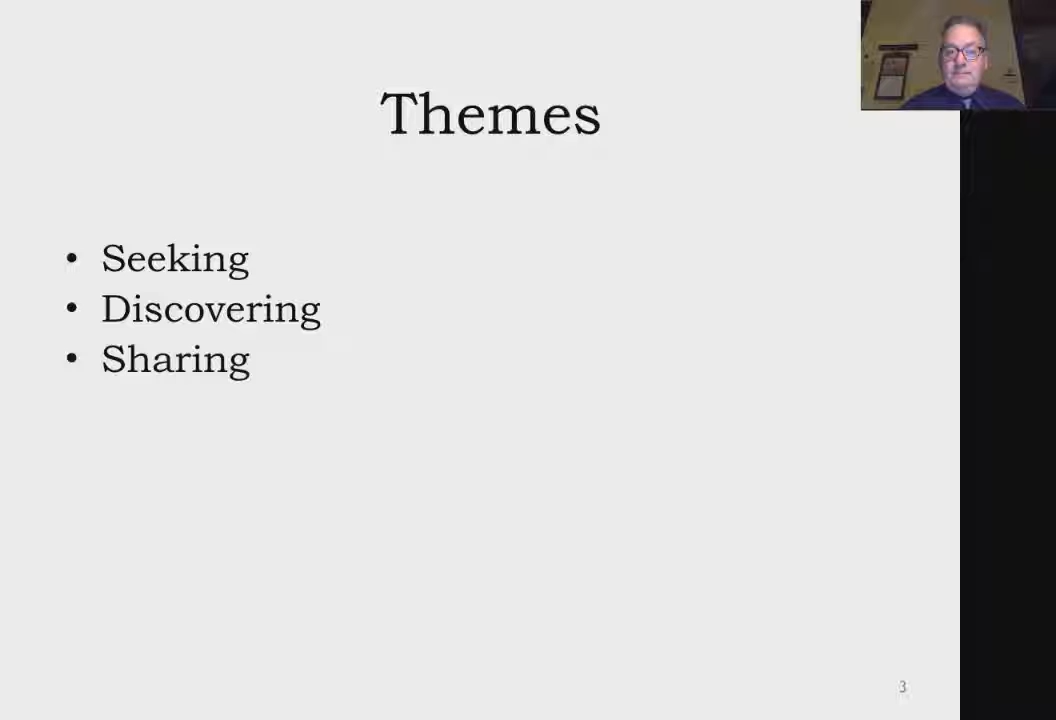 Themes
• Seeking
• Discovering
• Sharing
3